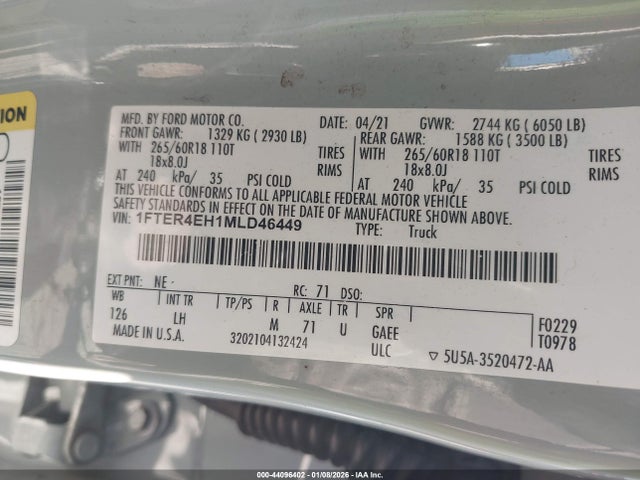 TION
MFD. BY FORD MOTOR CO. DATE: 04/21 GVWR: 2744 KG ( 6050 LB)
FRONT GAWR: 1329 KG ( 2930 LB) REAR GAWR: 1588 KG ( 3500 LB)
WITH 265/60R18 110T TIRES WITH 265/60R18 110T TIRES
18x8.0J RIMS 18x8.0J RIMS
AT 240 kPa/ 35 PSI COLD AT 240 kPa/ 35 PSI COLD
THIS VEHICLE CONFORMS TO ALL APPLICABLE FEDERAL MOTOR VEHICLE
SAFETY STANDARDS IN EFFECT ON THE DATE OF MANUFACTURE SHOWN ABOVE.
VIN: 1FTER4EH1MLD46449 TYPE: Truck
EXT PNT: NE RC: 71 DSO:
WB INT TR TP/PS R AXLE TR SPR F0229
126 LH M 71 U GAEE T0978
MADE IN U.S.A. 3202104132424 ULC ▽ 5U5A-3520472-AA
000-44096402 - 01/08/2026 - IAA Inc.